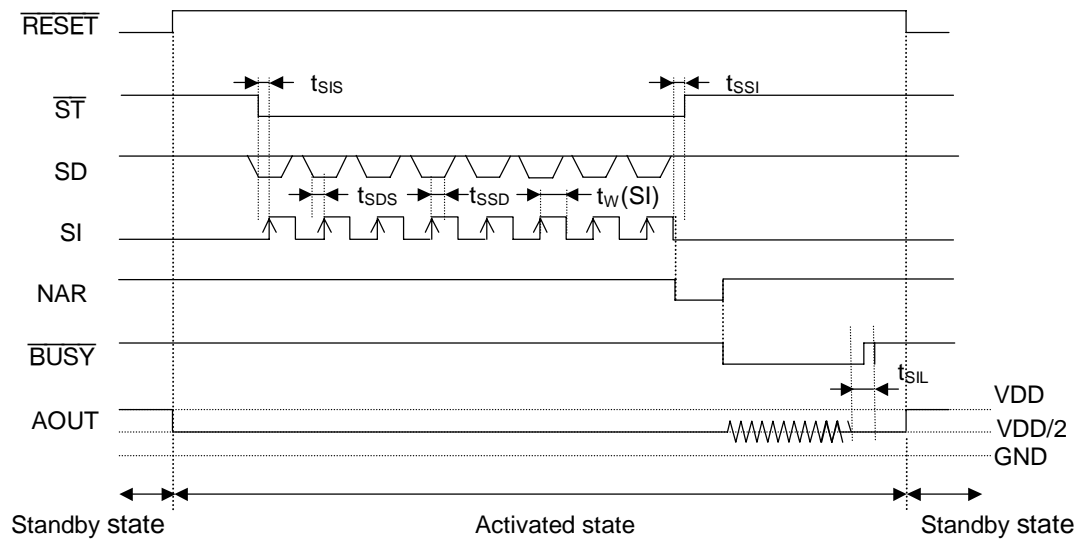 RESET
tSIS
tSSI
ST
SD
tSDS
tSSD
tW(SI)
SI
NAR
BUSY
tSIL
VDD
AOUT
VDD/2
GND
Standby state
Activated state
Standby state